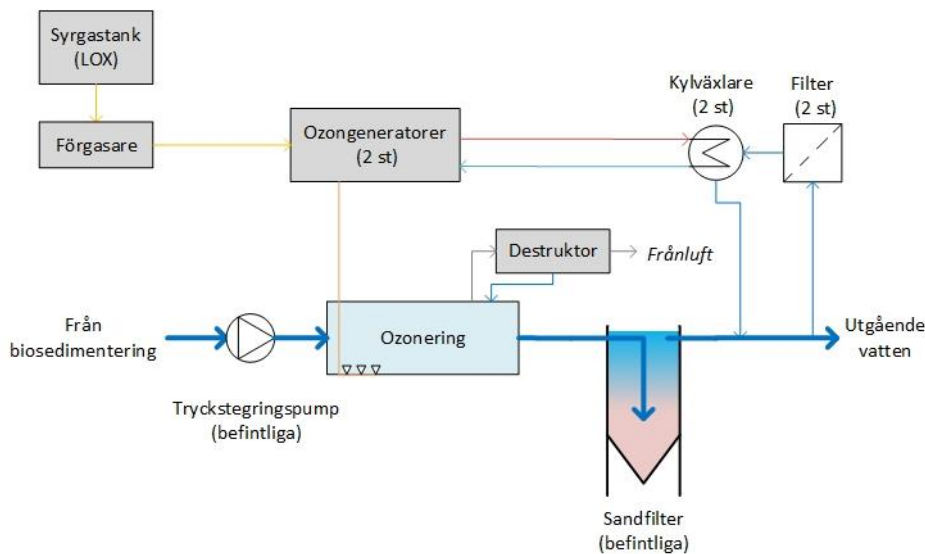 Syrgastank
(LOX)
Förgasare
Ozongeneratorer
(2 st)
Kylväxlare
(2 st)
Filter
(2 st)
Destruktor
Frånluft
Från
biosedimentering
Ozonering
Utgående
vatten
Tryckstegringspump
(befintliga)
Sandfilter
(befintliga)